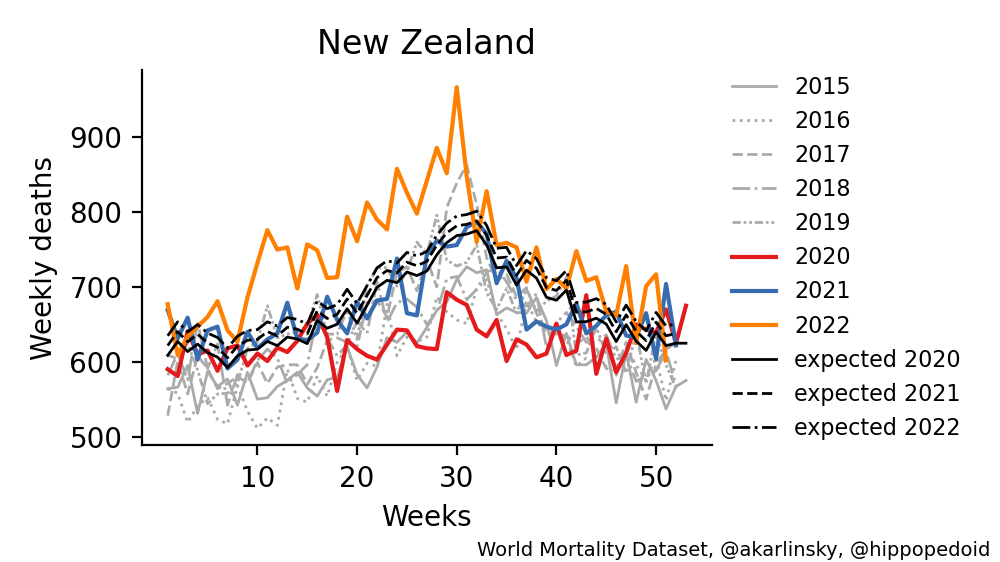 New Zealand
Weekly deaths
900
800
700
600
500
10 20 30 40 50
Weeks
2015
2016
2017
2018
2019
2020
2021
2022
expected 2020
expected 2021
expected 2022
World Mortality Dataset, @akarlinsky, @hippopedoid